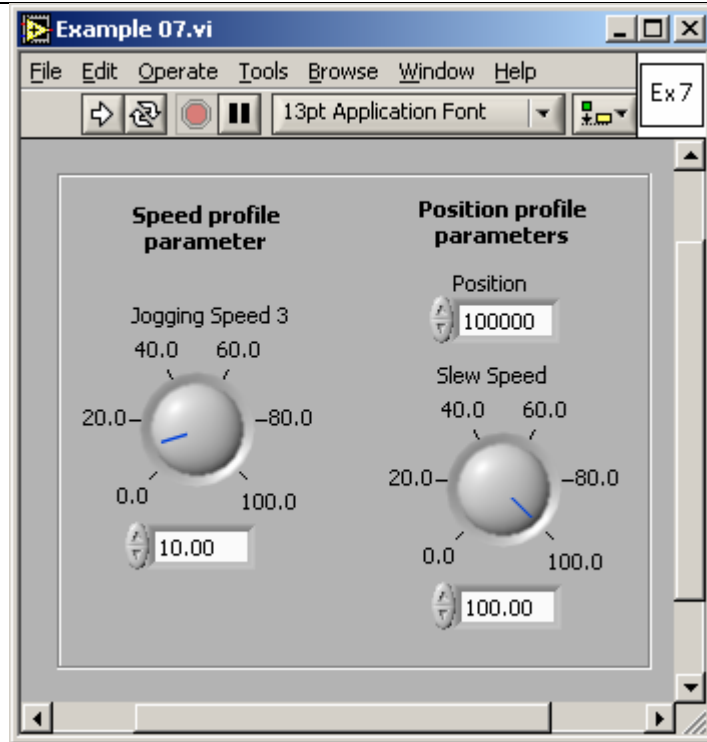 Example 07.vi
File Edit Operate Tools Browse Window Help
13pt Application Font
Ex7
Speed profile
parameter
Jogging Speed 3
40.0 60.0
20.0 80.0
0.0 100.0
10.00
Position profile
parameters
Position
100000
Slew Speed
40.0 60.0
20.0 80.0
0.0 100.0
100.00